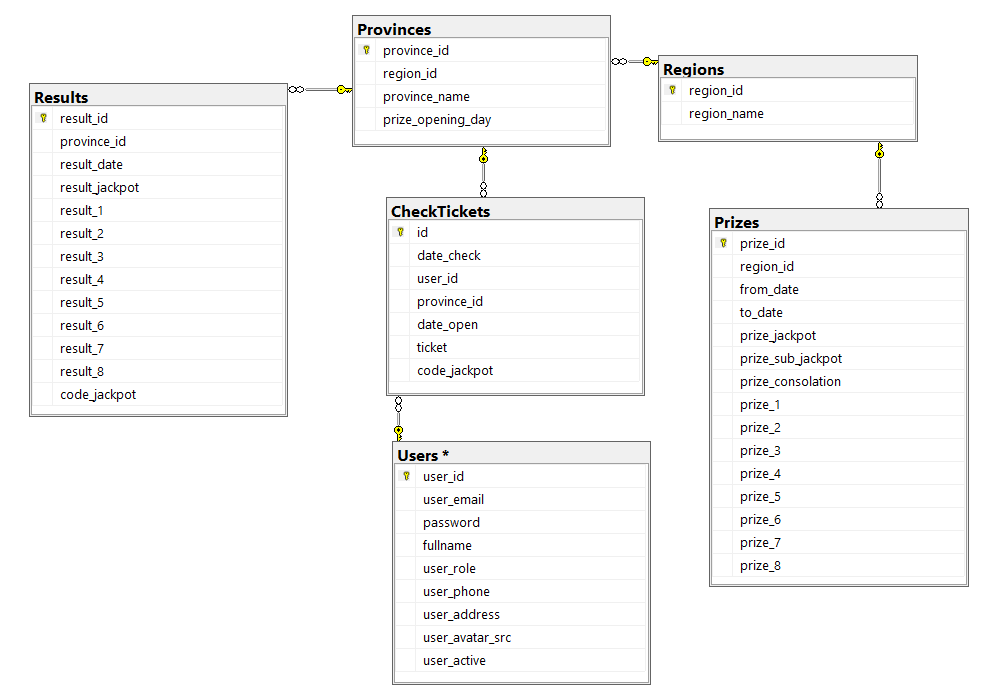 Provinces
province_id
region_id
province_name
prize_opening_day
Regions
region_id
region_name
Results
result_id
province_id
result_date
result_jackpot
result_1
result_2
result_3
result_4
result_5
result_6
result_7
result_8
code_jackpot
CheckTickets
id
date_check
user_id
province_id
date_open
ticket
code_jackpot
Prizes
prize_id
region_id
from_date
to_date
prize_jackpot
prize_sub_jackpot
prize_consolation
prize_1
prize_2
prize_3
prize_4
prize_5
prize_6
prize_7
prize_8
Users *
user_id
user_email
password
fullname
user_role
user_phone
user_address
user_avatar_src
user_active